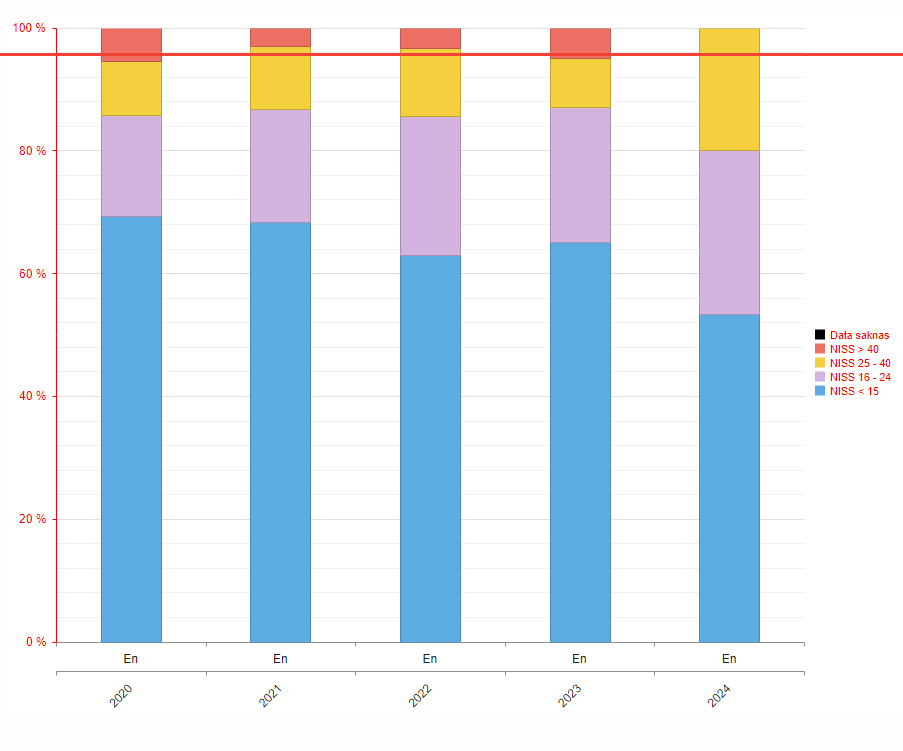 100 %
80 %
60 %
40 %
20 %
0 %
Data saknas
NISS > 40
NISS 25 - 40
NISS 16 - 24
NISS < 15
En En En En En
2020 2021 2022 2023 2024